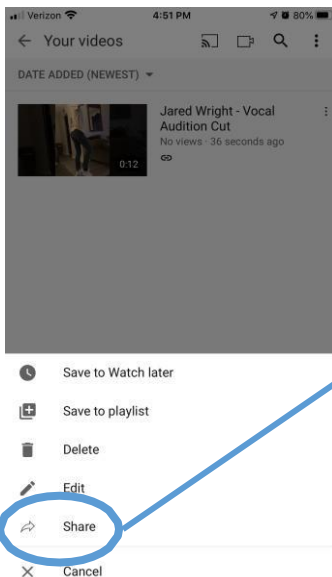 Verizon 4:51 PM 80%
Your videos
DATE ADDED (NEWEST)
Jared Wright - Vocal
Audition Cut
No views · 36 seconds ago
0:12
Save to Watch later
Save to playlist
Delete
Edit
Share
Cancel